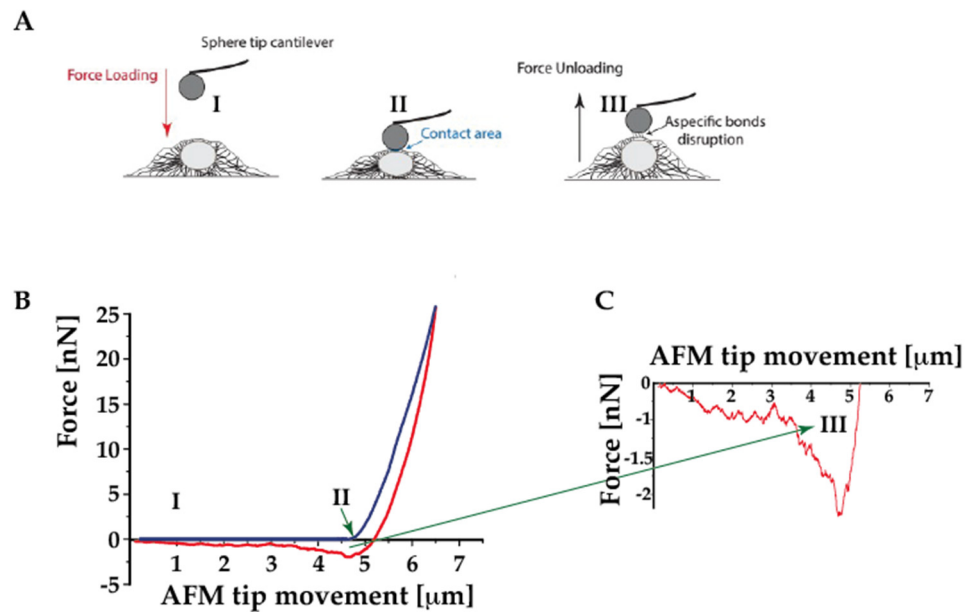 A
Sphere tip cantilever
Force Loading
I
II
Contact area
Force Unloading
III
Aspecific bonds
disruption
B
Force [nN]
25
20
15
10
5
0
-5
I
II
1 2 3 4 5 6 7
AFM tip movement [μm]
C
AFM tip movement [μm]
Force [nN]
0
-1
-1.5
-2
1 2 3 4 5 6 7
III